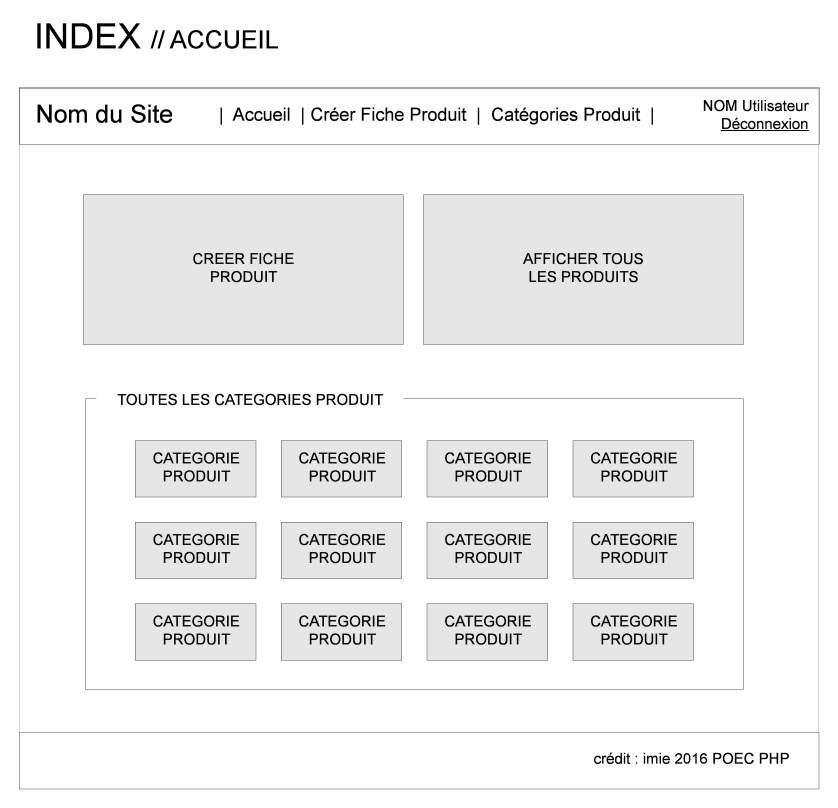 INDEX // ACCUEIL
Nom du Site | Accueil | Créer Fiche Produit | Catégories Produit |
NOM Utilisateur
Déconnexion
CREER FICHE
PRODUIT
AFFICHER TOUS
LES PRODUITS
TOUTES LES CATEGORIES PRODUIT
CATEGORIE
PRODUIT
CATEGORIE
PRODUIT
CATEGORIE
PRODUIT
CATEGORIE
PRODUIT
CATEGORIE
PRODUIT
CATEGORIE
PRODUIT
CATEGORIE
PRODUIT
CATEGORIE
PRODUIT
CATEGORIE
PRODUIT
CATEGORIE
PRODUIT
CATEGORIE
PRODUIT
CATEGORIE
PRODUIT
crédit : imie 2016 POEC PHP